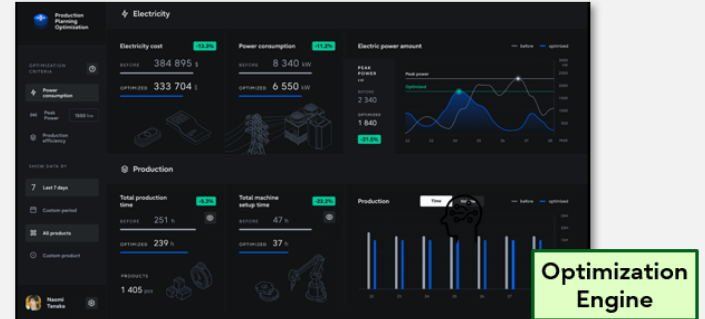 Production
Planning
Optimization
Electricity
Electricity cost
-13.3%
BEFORE 384 895 $
OPTIMIZED 333 704 $
Power consumption
-11.2%
BEFORE 8 340 kW
OPTIMIZED 6 550 kW
Electric power amount
before
optimized
PEAK
POWER
kW
BEFORE
2 340
OPTIMIZED
1 840
-21.8%
Peak power
Optimized
OPTIMIZATION
CRITERIA
Power
consumption
Peak
Power
Production
efficiency
SHOW DATA BY
7 Last 7 days
Custom period
All products
Custom product
Naomi
Tanaka
Production
Total production
time
-5.3%
BEFORE 251 h
OPTIMIZED 239 h
PRODUCTS
1 405 pcs
Total machine
setup time
-22.2%
BEFORE 47 h
OPTIMIZED 37 h
Production
Time
before
optimized
Optimization
Engine